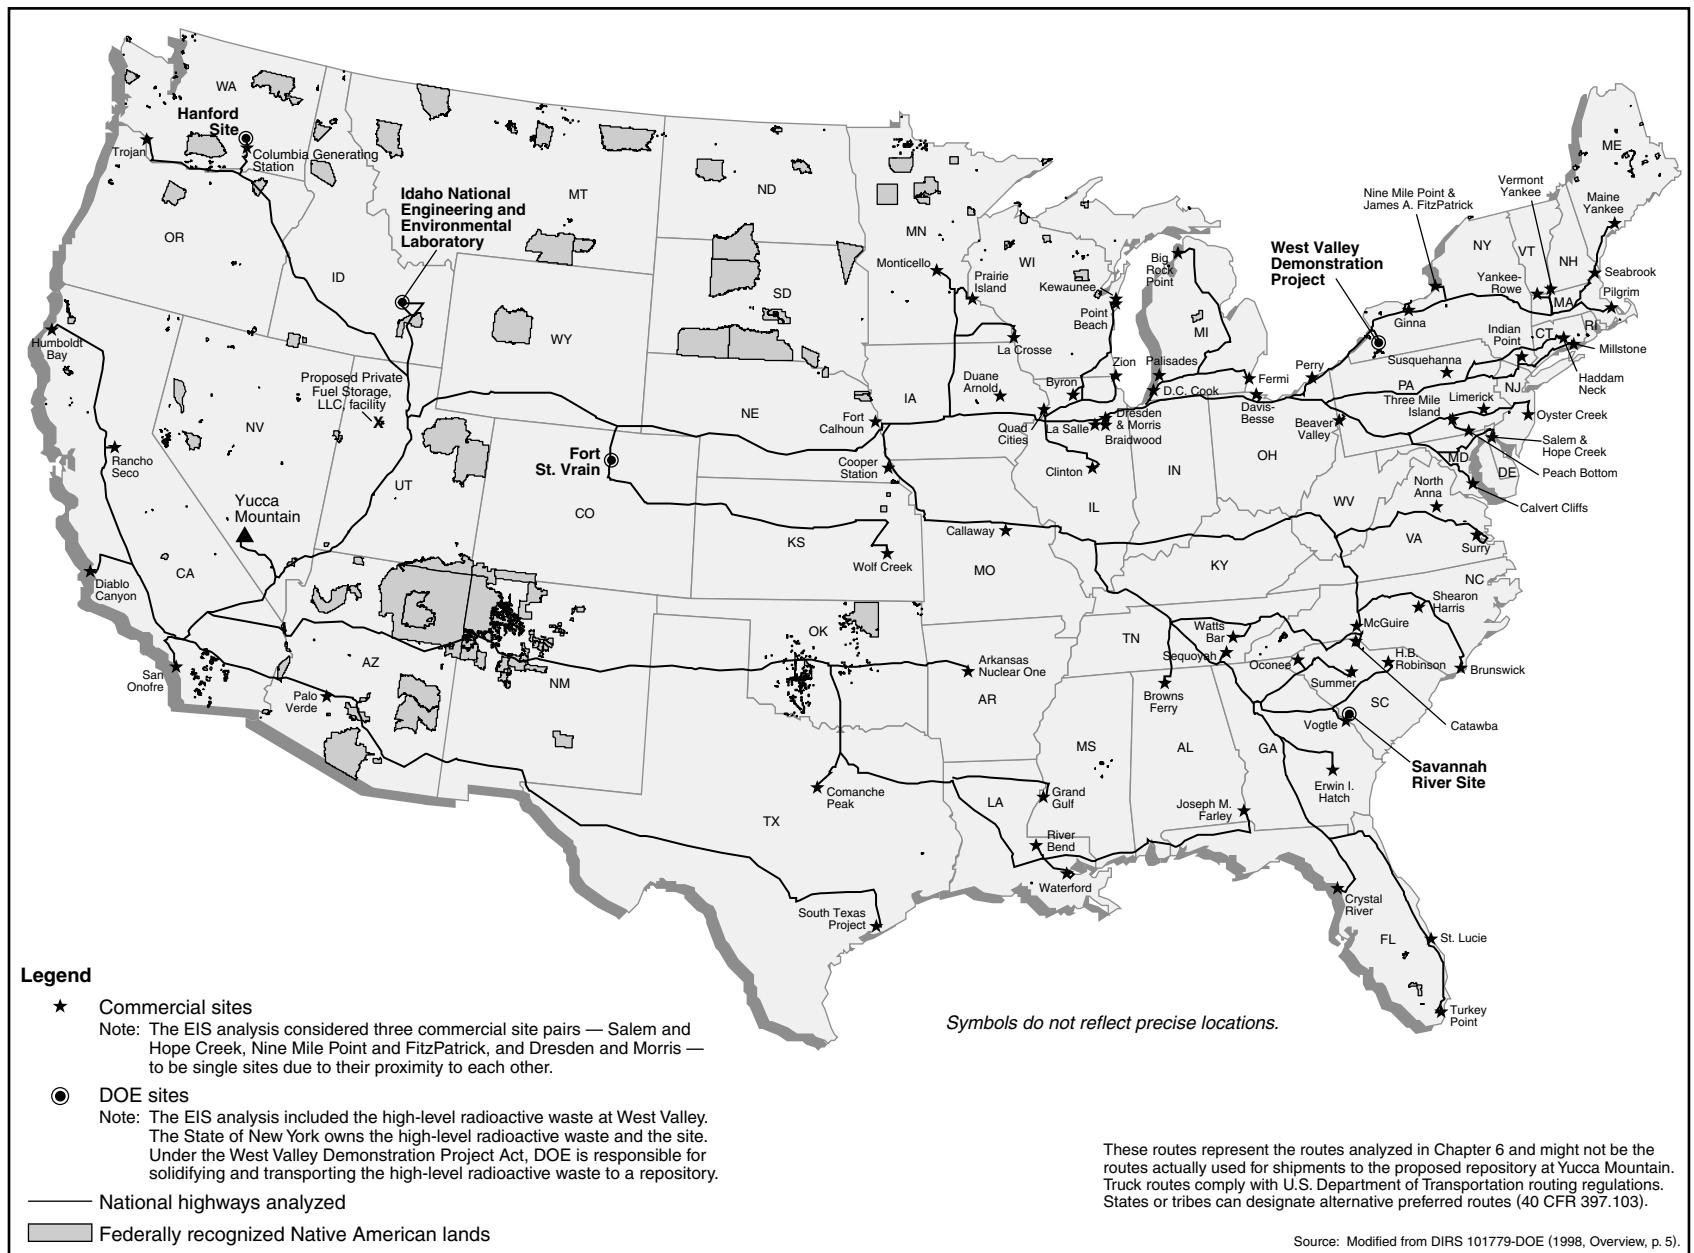 WA
Hanford
Site
Trojan
Columbia Generating
Station
Idaho National
Engineering and
Environmental
Laboratory
MT
ND
OR
ID
MN
Monticello
Prairie
Island
WI
Kewaunee
Point
Beach
Big
Rock
Point
MI
West Valley
Demonstration
Project
Nine Mile Point &
James A. FitzPatrick
Vermont
Yankee
ME
Maine
Yankee
NY
VT
NH
Yankee-
Rowe
MA
Seabrook
Pilgrim
Ginna
Indian
Point
CT
RI
Millstone
Haddam
Neck
SD
WY
Humboldt
Bay
La Crosse
Zion
Palisades
Duane
Arnold
Byron
D.C. Cook
Fermi
Perry
Susquehanna
PA
NJ
Three Mile
Island
Limerick
Oyster Creek
Proposed Private
Fuel Storage,
LLC, facility
X
NE
IA
Fort
Calhoun
Quad
Cities
La Salle
Dresden
& Morris
Braidwood
Davis-
Besse
Beaver
Valley
Salem &
Hope Creek
Peach Bottom
MD
DE
Calvert Cliffs
NV
Rancho
Seco
Fort
St. Vrain
Cooper
Station
Clinton
IN
OH
UT
Yucca
Mountain
CO
IL
WV
North
Anna
KS
Callaway
VA
Surry
CA
Diablo
Canyon
Wolf Creek
MO
KY
NC
Shearon
Harris
OK
TN
Watts
Bar
Sequoyah
McGuire
Oconee
H.B.
Robinson
Brunswick
Summer
San
Onofre
AZ
Palo
Verde
NM
Arkansas
Nuclear One
AR
Browns
Ferry
SC
Vogtle
Catawba
Savannah
River Site
MS
AL
GA
Erwin I.
Hatch
Comanche
Peak
TX
LA
Grand
Gulf
River
Bend
Joseph M.
Farley
Waterford
South Texas
Project
Crystal
River
FL
St. Lucie
Turkey
Point
Legend
Commercial sites
Note: The EIS analysis considered three commercial site pairs — Salem and
Hope Creek, Nine Mile Point and FitzPatrick, and Dresden and Morris —
to be single sites due to their proximity to each other.
DOE sites
Note: The EIS analysis included the high-level radioactive waste at West Valley.
The State of New York owns the high-level radioactive waste and the site.
Under the West Valley Demonstration Project Act, DOE is responsible for
solidifying and transporting the high-level radioactive waste to a repository.
National highways analyzed
Federally recognized Native American lands
Symbols do not reflect precise locations.
These routes represent the routes analyzed in Chapter 6 and might not be the
routes actually used for shipments to the proposed repository at Yucca Mountain.
Truck routes comply with U.S. Department of Transportation routing regulations.
States or tribes can designate alternative preferred routes (40 CFR 397.103).
Source: Modified from DIRS 101779-DOE (1998, Overview, p. 5).